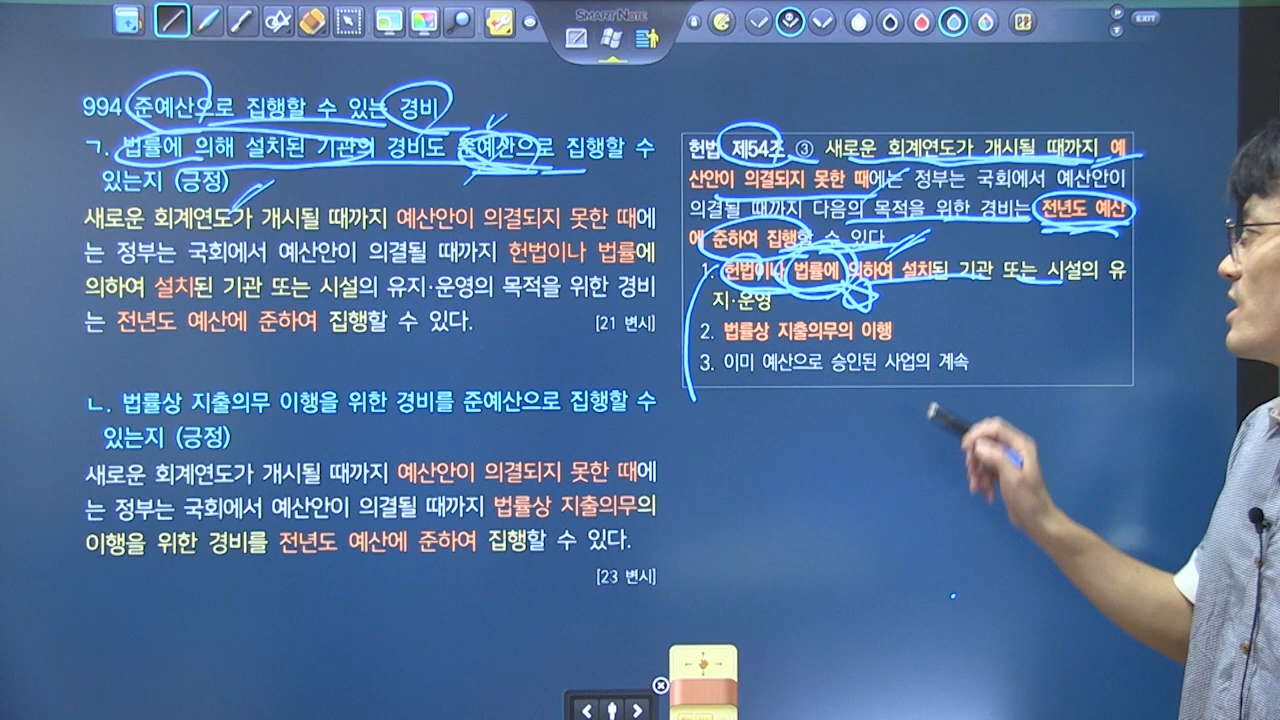 SMART NOTE
EXIT
994 준예산으로 집행할 수 있는 경비
ㄱ. 법률에 의해 설치된 기관의 경비도 준예산으로 집행할 수
있는지 (긍정)
새로운 회계연도가 개시될 때까지 예산안이 의결되지 못한 때에
는 정부는 국회에서 예산안이 의결될 때까지 헌법이나 법률에
의하여 설치된 기관 또는 시설의 유지·운영의 목적을 위한 경비
는 전년도 예산에 준하여 집행할 수 있다.
[21 변시]
ㄴ. 법률상 지출의무 이행을 위한 경비를 준예산으로 집행할 수
있는지 (긍정)
새로운 회계연도가 개시될 때까지 예산안이 의결되지 못한 때에
는 정부는 국회에서 예산안이 의결될 때까지 법률상 지출의무의
이행을 위한 경비를 전년도 예산에 준하여 집행할 수 있다.
[23 변시]
헌법 제54조 ③ 새로운 회계연도가 개시될 때까지 예
산안이 의결되지 못한 때에는 정부는 국회에서 예산안이
의결될 때까지 다음의 목적을 위한 경비는 전년도 예산
에 준하여 집행할 수 있다.
1. 헌법이나 법률에 의하여 설치된 기관 또는 시설의 유
지·운영
2. 법률상 지출의무의 이행
3. 이미 예산으로 승인된 사업의 계속